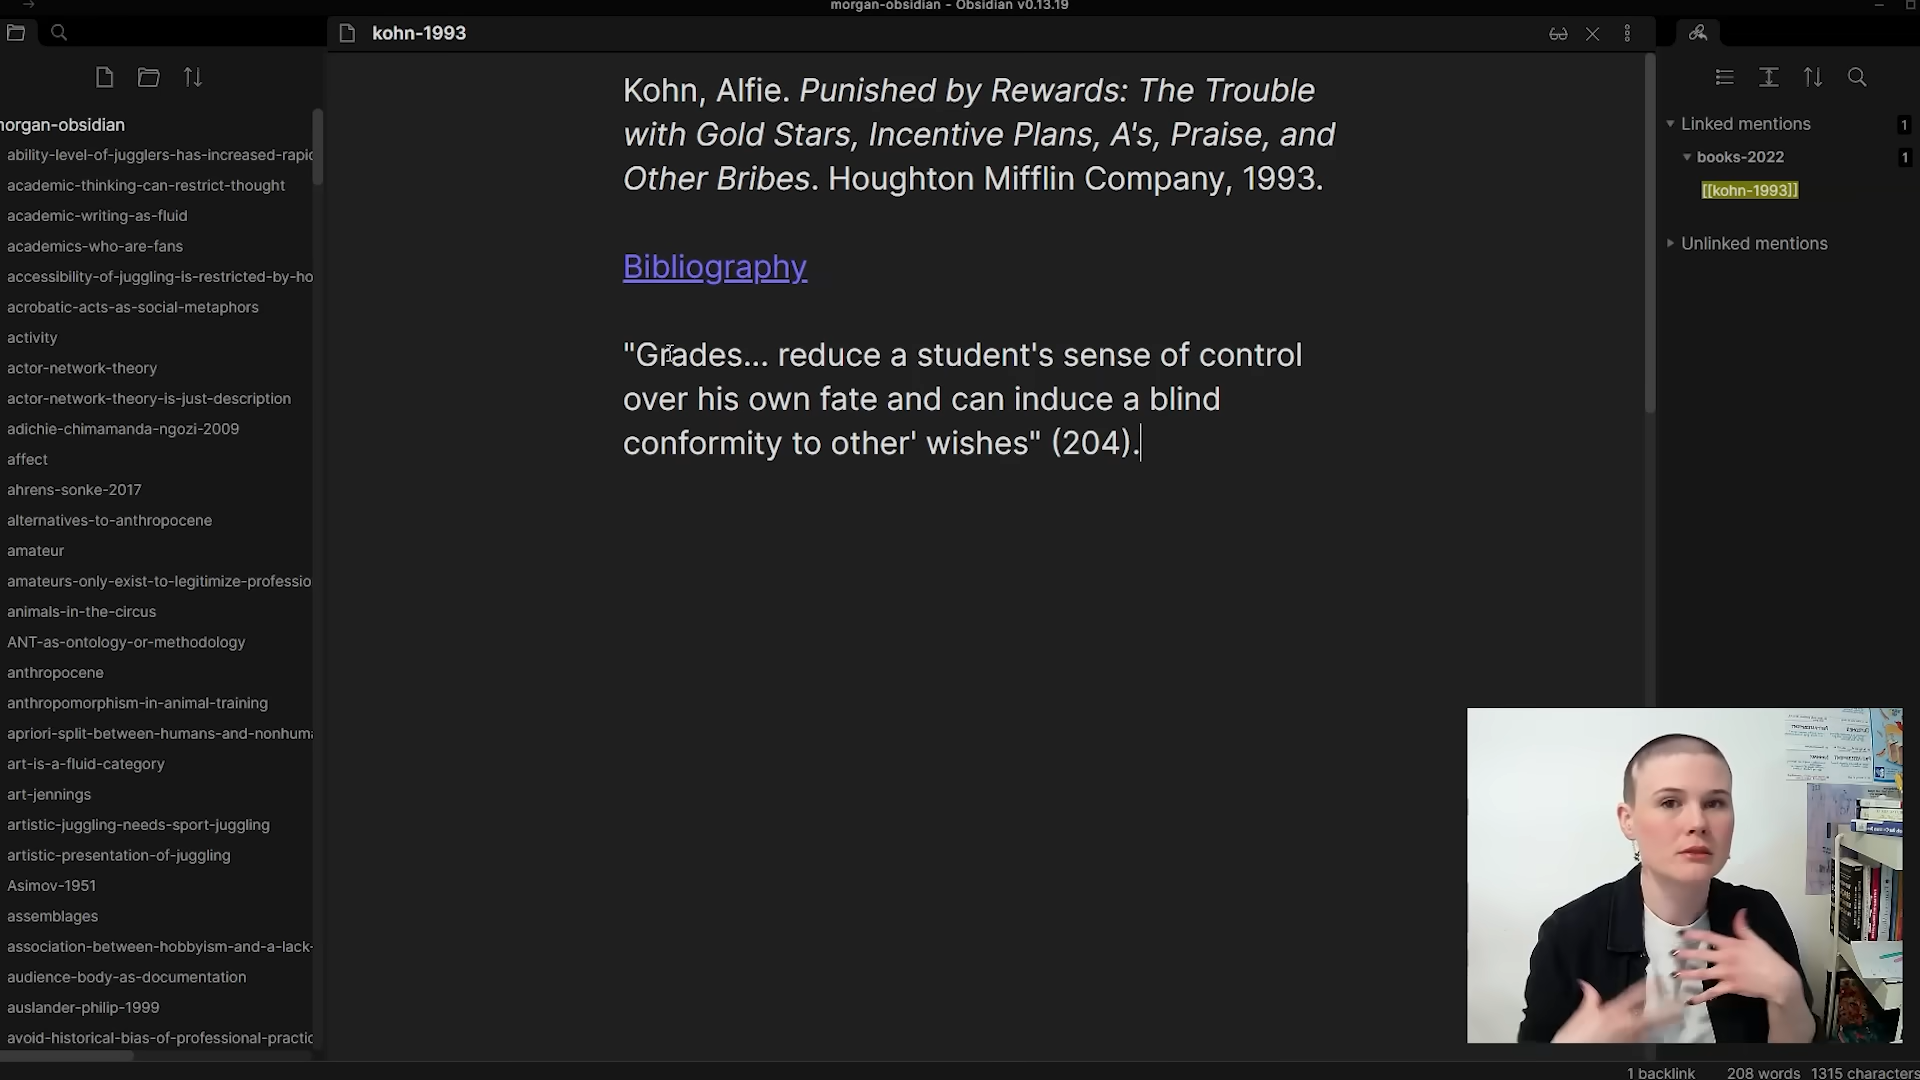 morgan-obsidian - Obsidian v0.13.19
kohn-1993
morgan-obsidian
ability-level-of-jugglers-has-increased-rapid
academic-thinking-can-restrict-thought
academic-writing-as-fluid
academics-who-are-fans
accessibility-of-juggling-is-restricted-by-ho
acrobatic-acts-as-social-metaphors
activity
actor-network-theory
actor-network-theory-is-just-description
adichie-chimamanda-ngozi-2009
affect
ahrens-sonke-2017
alternatives-to-anthropocene
amateur
amateurs-only-exist-to-legitimize-professio
animals-in-the-circus
ANT-as-ontology-or-methodology
anthropocene
anthropomorphism-in-animal-training
apriori-split-between-humans-and-nonhuma
art-is-a-fluid-category
art-jennings
artistic-juggling-needs-sport-juggling
artistic-presentation-of-juggling
Asimov-1951
assemblages
association-between-hobbyism-and-a-lack-
audience-body-as-documentation
auslander-philip-1999
avoid-historical-bias-of-professional-practic
Kohn, Alfie. Punished by Rewards: The Trouble
with Gold Stars, Incentive Plans, A's, Praise, and
Other Bribes. Houghton Mifflin Company, 1993.
Bibliography
"Grades... reduce a student's sense of control
over his own fate and can induce a blind
conformity to other' wishes" (204).
Linked mentions 1
books-2022 1
[[kohn-1993]]
Unlinked mentions
1 backlink 208 words 1315 characters